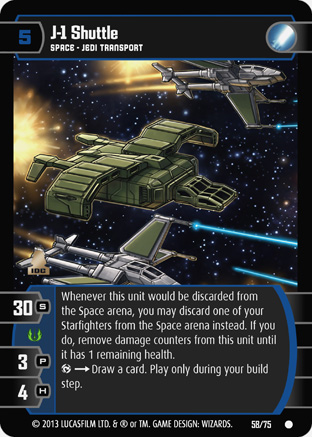 5
J-1 Shuttle
SPACE - JEDI TRANSPORT
IDC
30 S
3 P
4 H
Whenever this unit would be discarded from
the Space arena, you may discard one of your
Starfighters from the Space arena instead. If you
do, remove damage counters from this unit until
it has 1 remaining health.
→ Draw a card. Play only during your build
step.
© 2013 LUCASFILM LTD. & ® or TM. GAME DESIGN: WIZARDS.
58/75